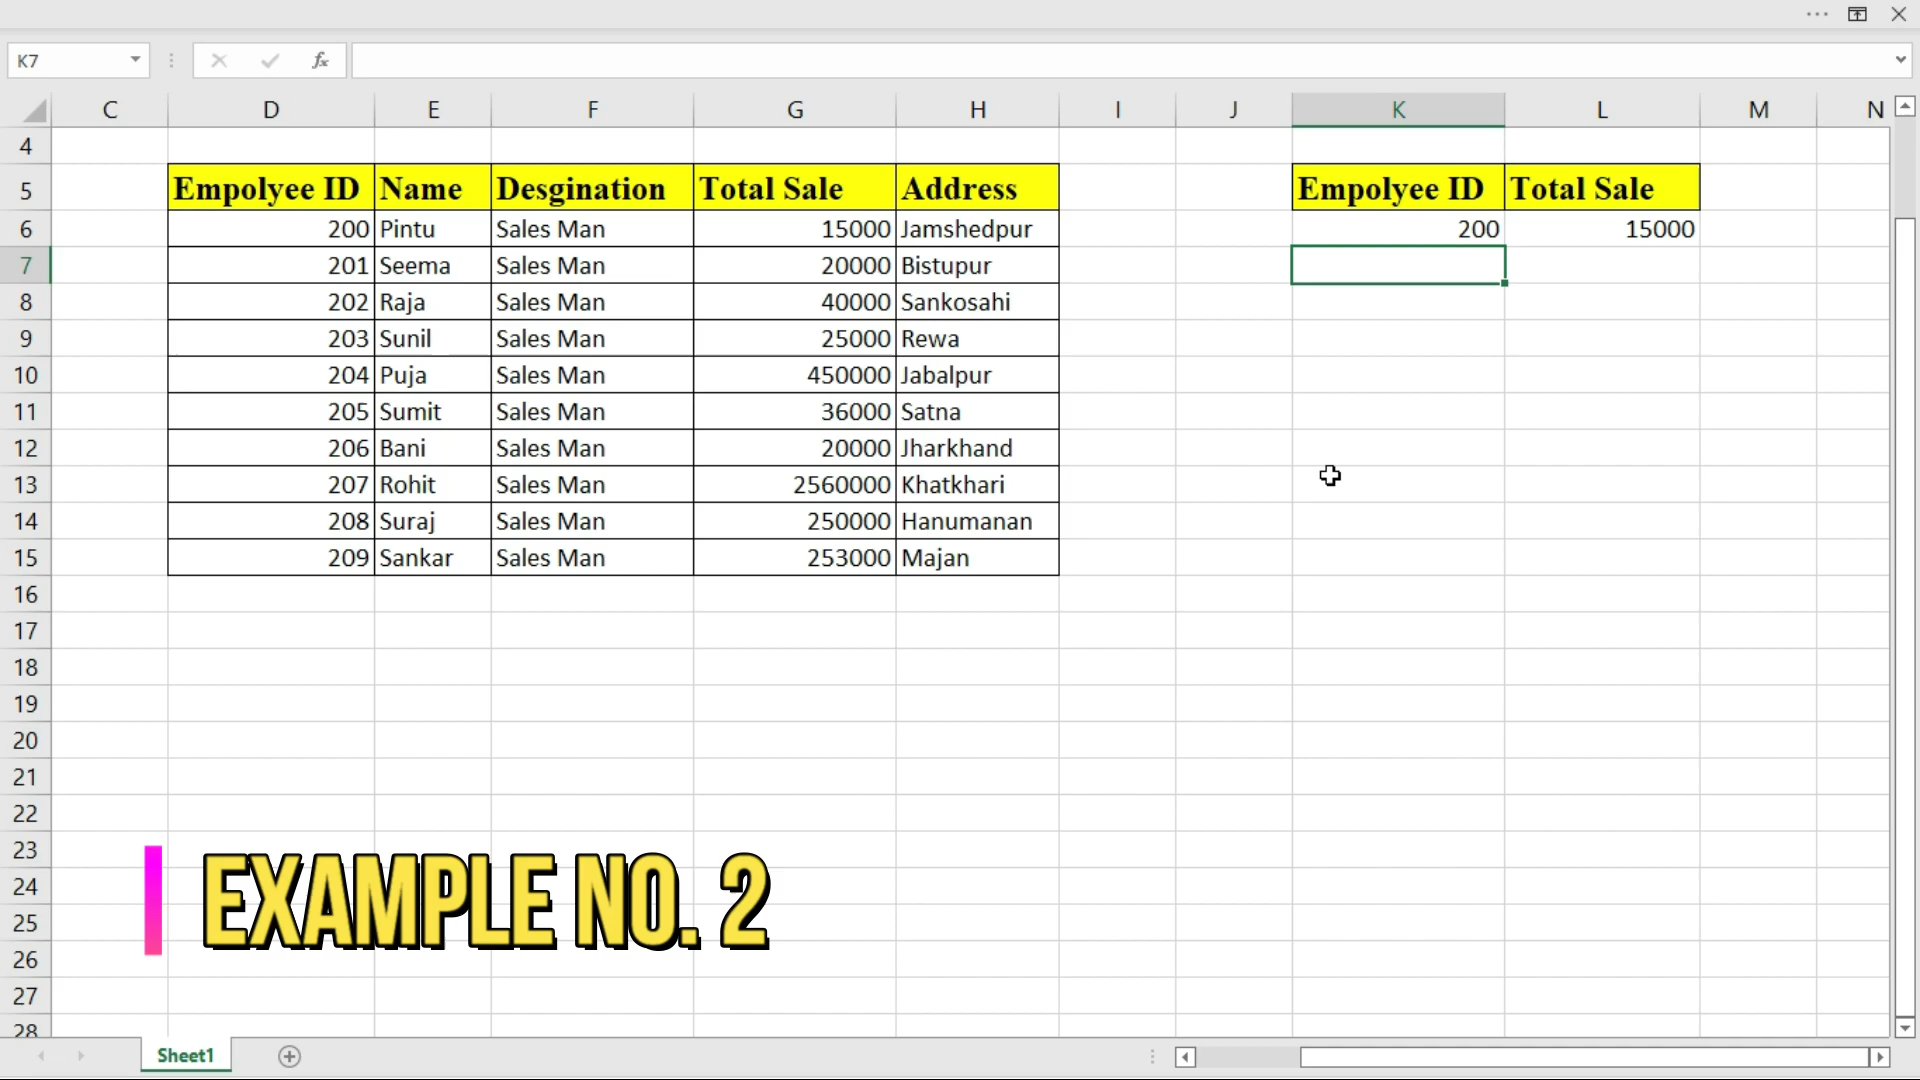 K7
fx
C D E F G H I J K L M N
4
5 Empolyee ID Name Desgination Total Sale Address Empolyee ID Total Sale
6 200 Pintu Sales Man 15000 Jamshedpur 200 15000
7 201 Seema Sales Man 20000 Bistupur
8 202 Raja Sales Man 40000 Sankosahi
9 203 Sunil Sales Man 25000 Rewa
10 204 Puja Sales Man 450000 Jabalpur
11 205 Sumit Sales Man 36000 Satna
12 206 Bani Sales Man 20000 Jharkhand
13 207 Rohit Sales Man 2560000 Khatkhari
14 208 Suraj Sales Man 250000 Hanumanan
15 209 Sankar Sales Man 253000 Majan
16
17
18
19
20
21
22
23
24
EXAMPLE NO. 2
25
26
27
28
Sheet1